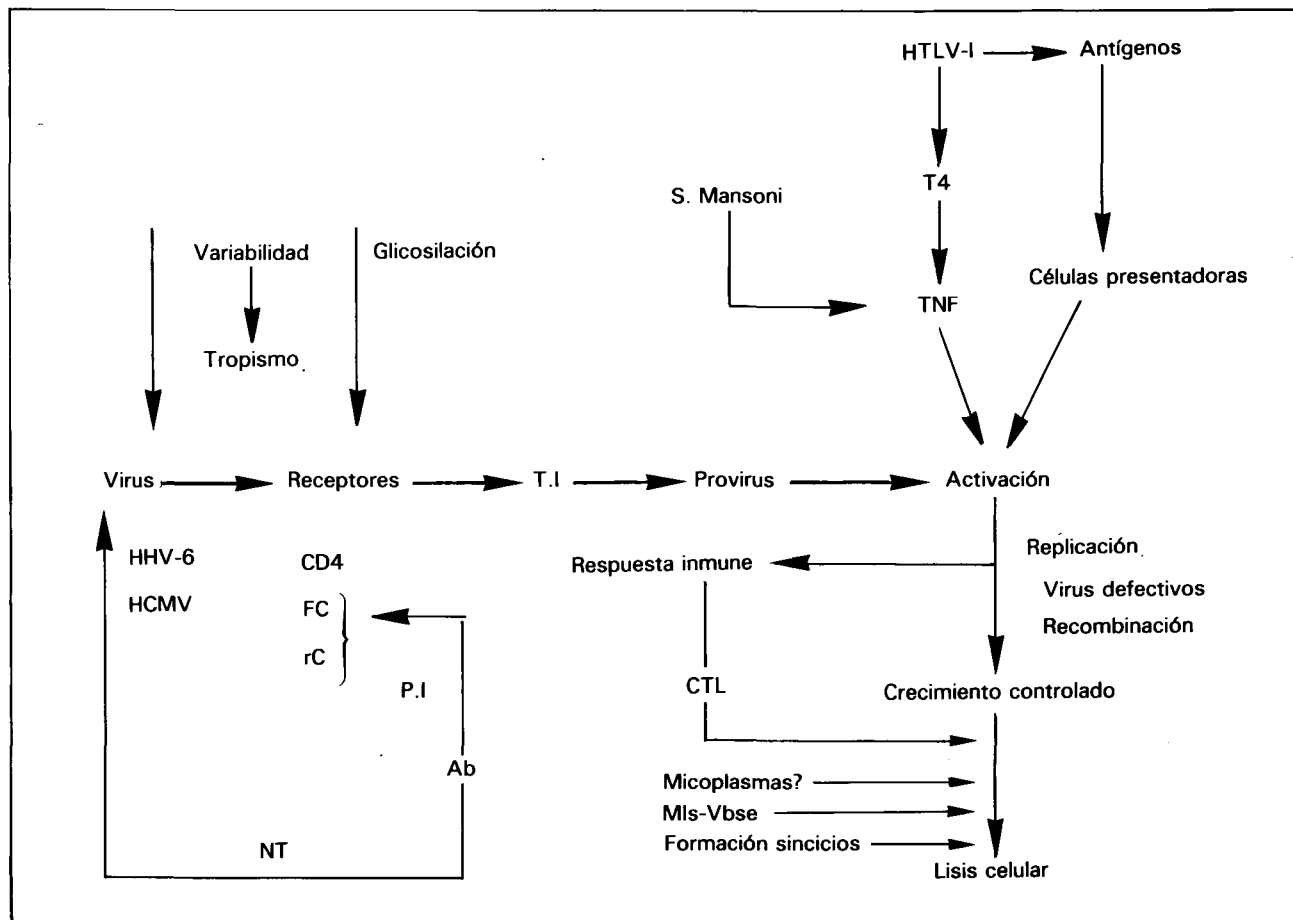 HTLV-I
Antígenos
T4
S. Mansoni
Variabilidad
Glicosilación
Células presentadoras
TNF
Tropismo
Virus
Receptores
T.I
Provirus
Activación
HHV-6
CD4
Respuesta inmune
Replicación
HCMV
FC
Virus defectivos
Recombinación
rC
P.I
CTL
Crecimiento controlado
Ab
Micoplasmas?
Mls-Vbse
Formación sincicios
NT
Lisis celular